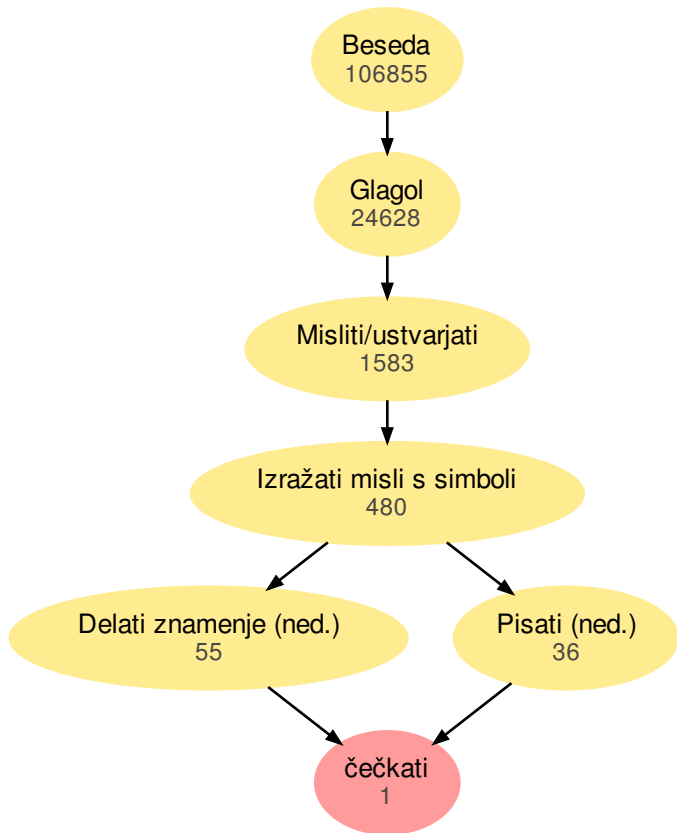 Beseda
106855
Glagol
24628
Misliti/ustvarjati
1583
Izražati misli s simboli
480
Delati znamenje (ned.)
55
Pisati (ned.)
36
čečkati
1